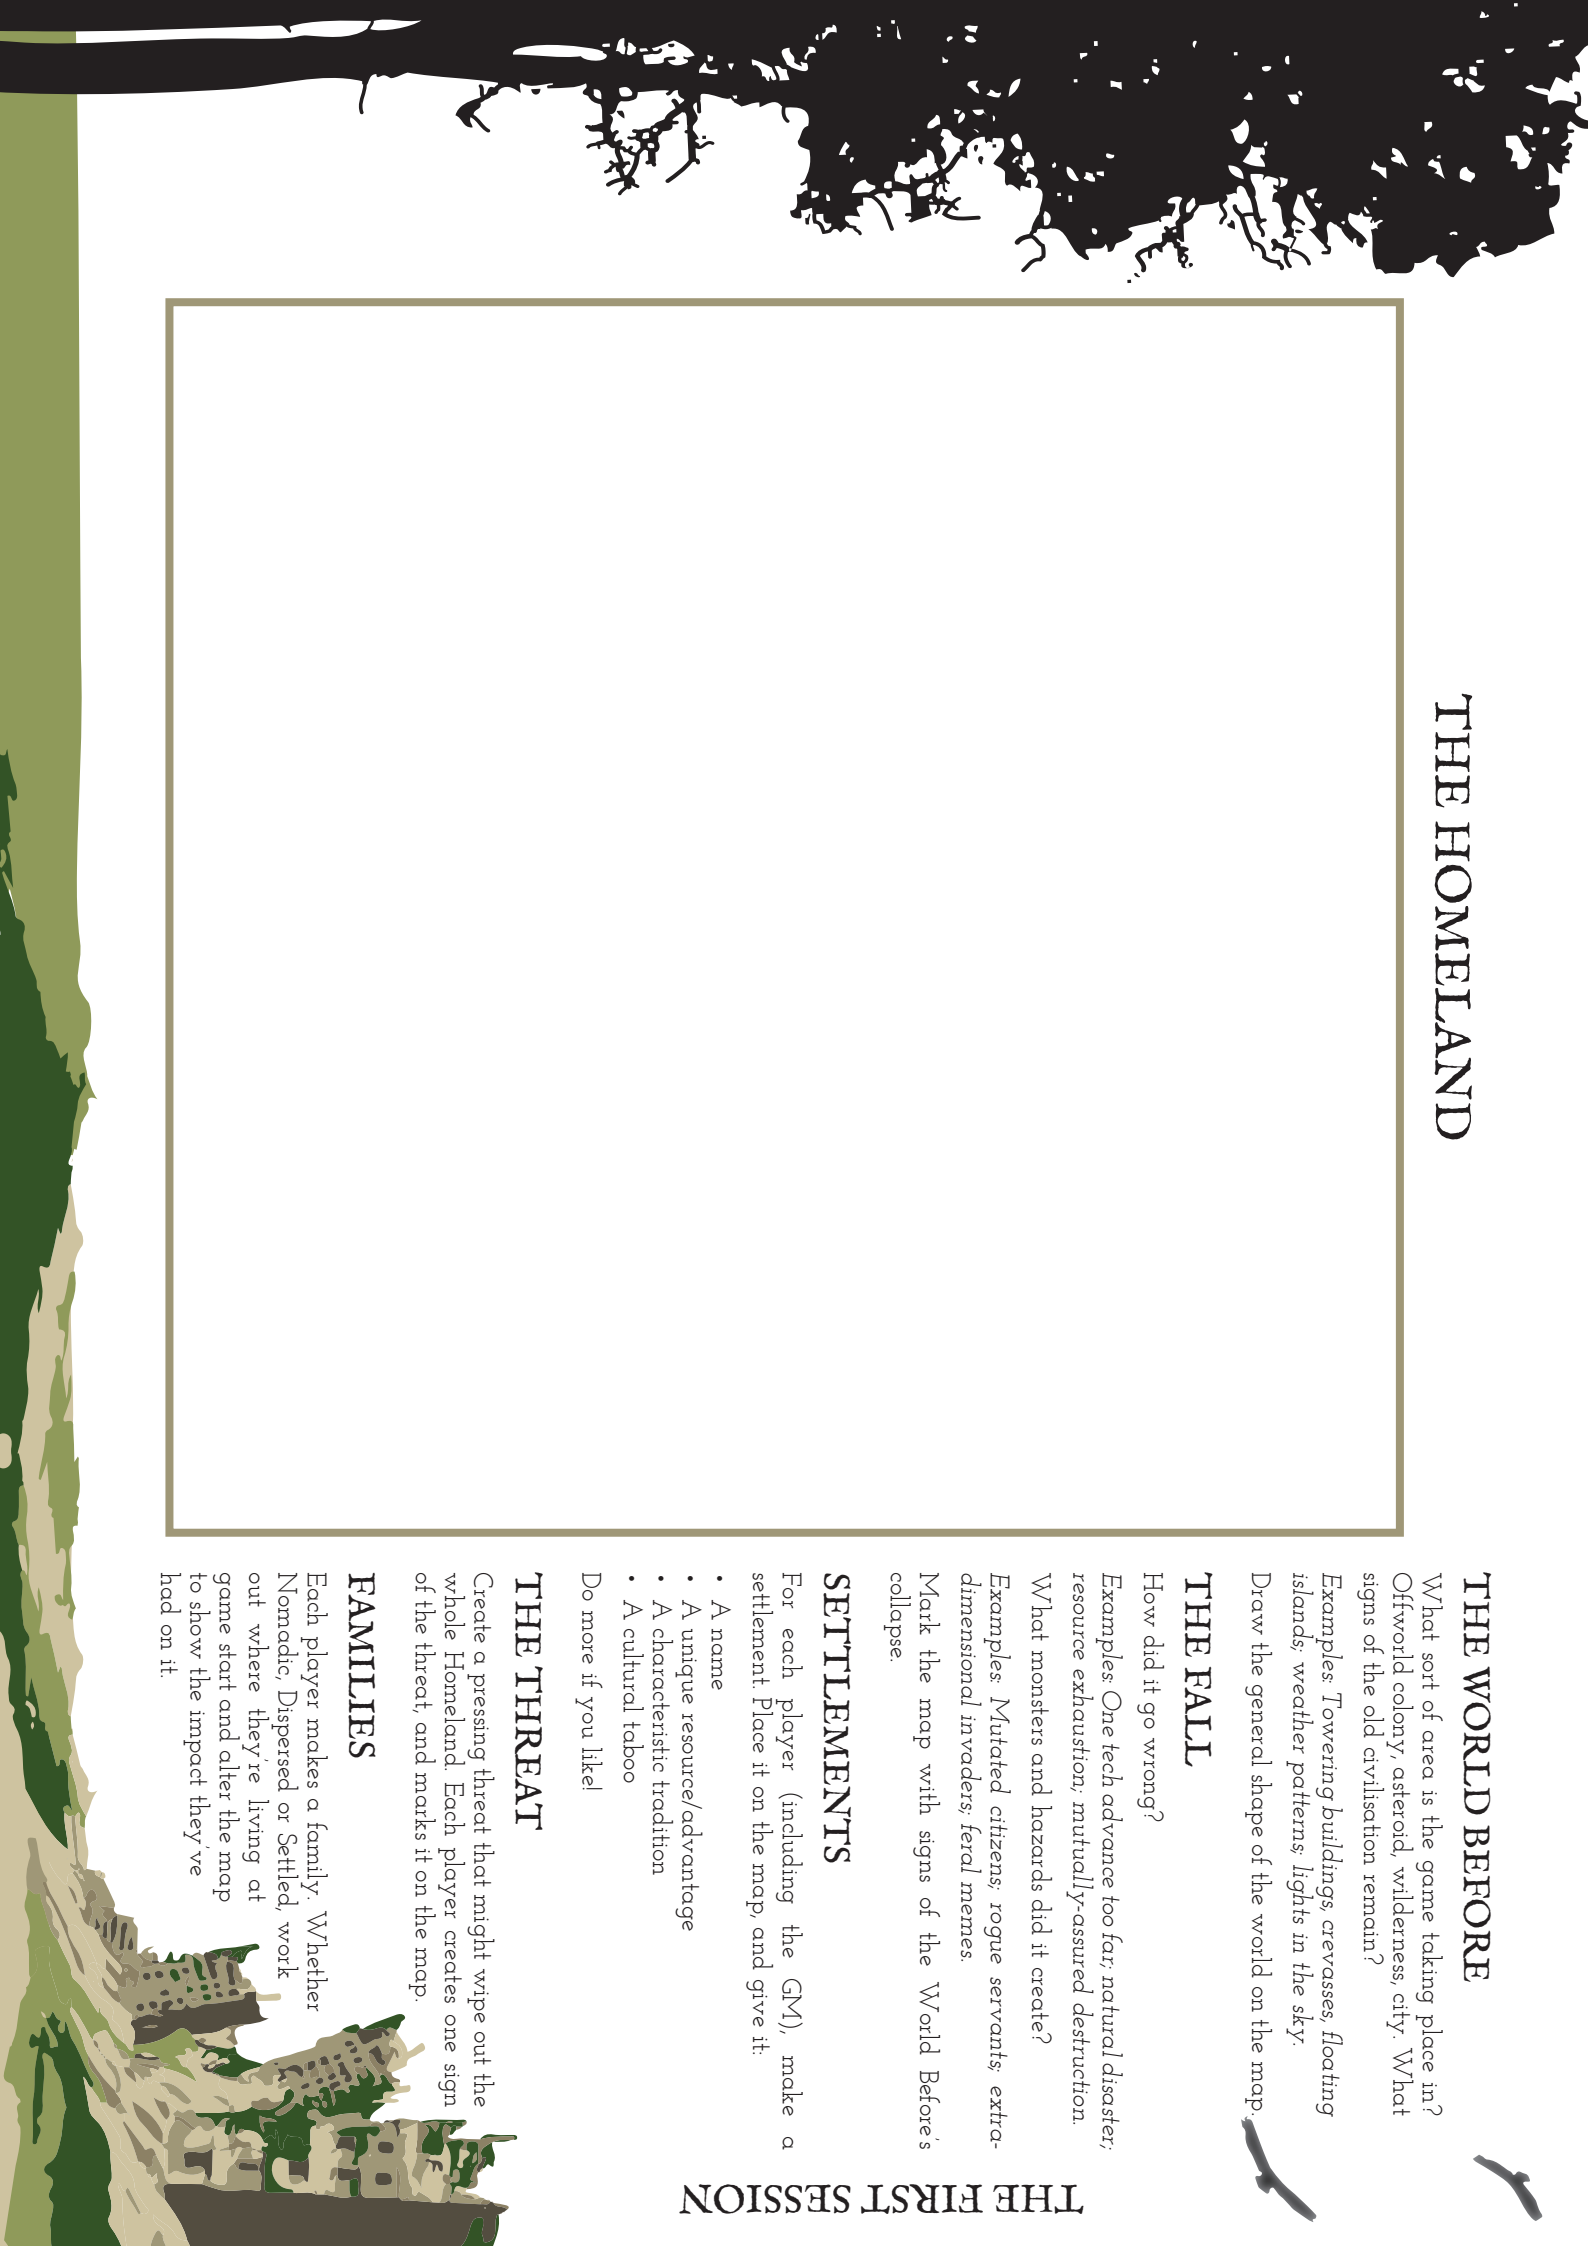 THE HOMELAND
THE WORLD BEFORE
What sort of area is the game taking place in?
Offworld colony, asteroid, wilderness, city. What
signs of the old civilisation remain?
Examples: Towering buildings, crevasses, floating
islands; weather patterns; lights in the sky.
Draw the general shape of the world on the map.
THE FALL
How did it go wrong?
Examples: One tech advance too far; natural disaster;
resource exhaustion; mutually-assured destruction.
What monsters and hazards did it create?
Examples: Mutated citizens; rogue servants; extra-
dimensional invaders; feral memes.
Mark the map with signs of the World Before's
collapse.
SETTLEMENTS
For each player (including the GM), make a
settlement. Place it on the map, and give it:
• A name
• A unique resource/advantage
• A characteristic tradition
• A cultural taboo
Do more if you like!
THE THREAT
Create a pressing threat that might wipe out the
whole Homeland. Each player creates one sign
of the threat, and marks it on the map.
FAMILIES
Each player makes a family. Whether
Nomadic, Dispersed or Settled, work
out where they're living at
game start and alter the map
to show the impact they've
had on it.
THE FIRST SESSION